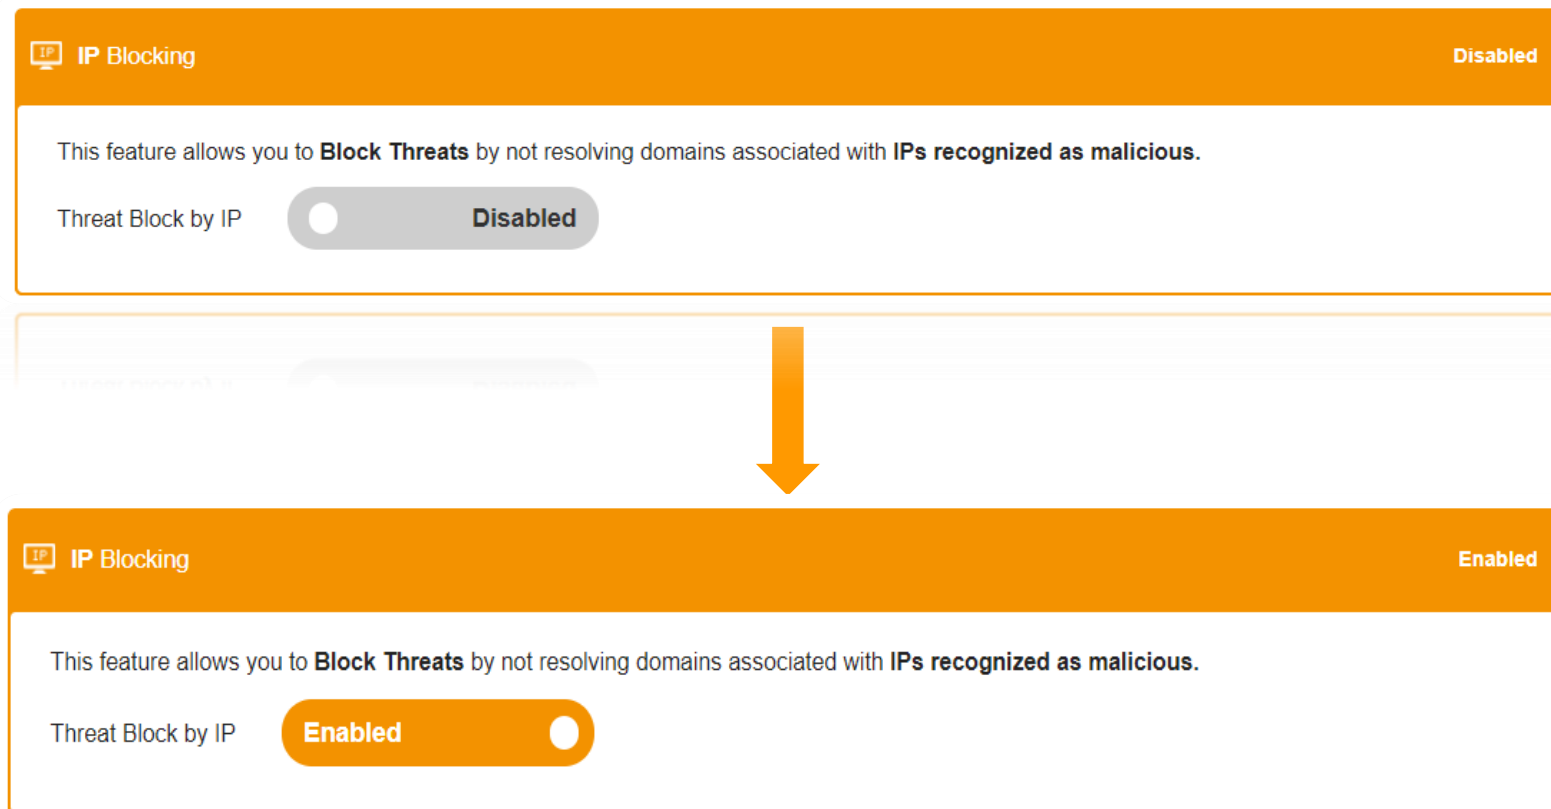 IP
IP Blocking
Disabled
This feature allows you to Block Threats by not resolving domains associated with IPs recognized as malicious.
Threat Block by IP
Disabled
IP
IP Blocking
Enabled
This feature allows you to Block Threats by not resolving domains associated with IPs recognized as malicious.
Threat Block by IP
Enabled